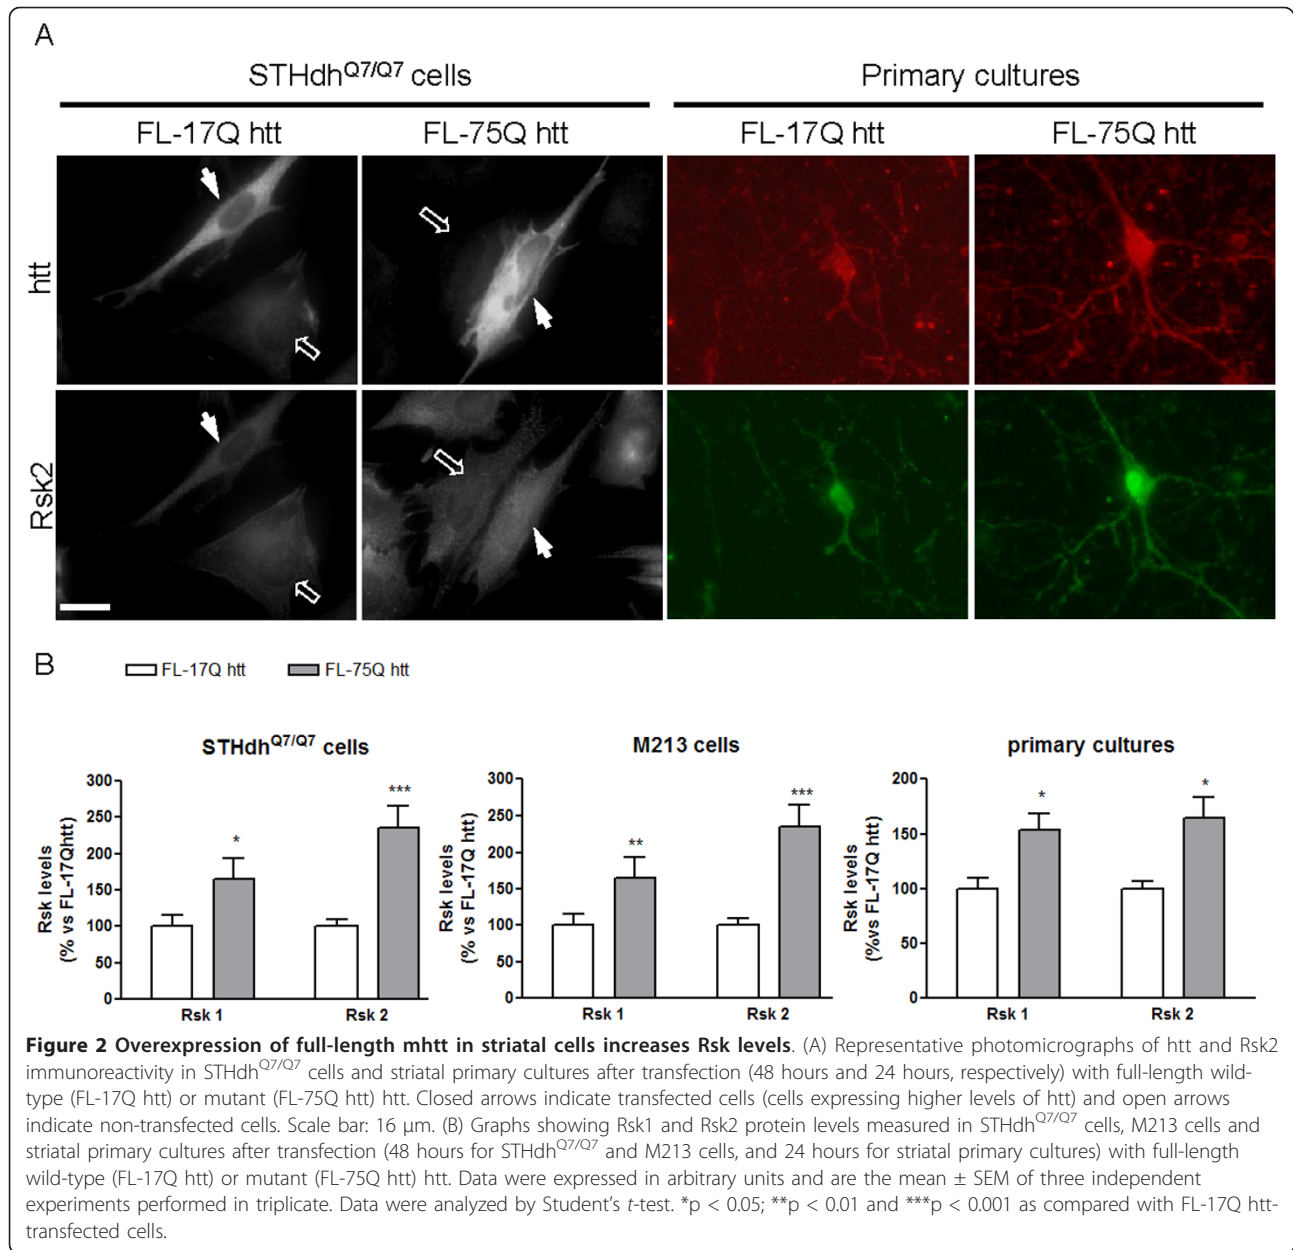 A
STHdhQ7/Q7 cells
Primary cultures
FL-17Q htt
FL-75Q htt
FL-17Q htt
FL-75Q htt
htt
Rsk2
B
FL-17Q htt
FL-75Q htt
STHdhQ7/Q7 cells
Rsk levels
(% vs FL-17Qhtt)
300
250
200
150
100
50
0
*
***
Rsk 1
Rsk 2
M213 cells
Rsk levels
(% vs FL-17Q htt)
300
250
200
150
100
50
0
**
***
Rsk 1
Rsk 2
primary cultures
Rsk levels
(%vs FL-17Q htt)
200
150
100
50
0
*
*
Rsk 1
Rsk 2
Figure 2 Overexpression of full-length mhtt in striatal cells increases Rsk levels. (A) Representative photomicrographs of htt and Rsk2
immunoreactivity in STHdhQ7/Q7 cells and striatal primary cultures after transfection (48 hours and 24 hours, respectively) with full-length wild-
type (FL-17Q htt) or mutant (FL-75Q htt) htt. Closed arrows indicate transfected cells (cells expressing higher levels of htt) and open arrows
indicate non-transfected cells. Scale bar: 16 μm. (B) Graphs showing Rsk1 and Rsk2 protein levels measured in STHdhQ7/Q7 cells, M213 cells and
striatal primary cultures after transfection (48 hours for STHdhQ7/Q7 and M213 cells, and 24 hours for striatal primary cultures) with full-length
wild-type (FL-17Q htt) or mutant (FL-75Q htt) htt. Data were expressed in arbitrary units and are the mean ± SEM of three independent
experiments performed in triplicate. Data were analyzed by Student's t-test. *p < 0.05; **p < 0.01 and ***p < 0.001 as compared with FL-17Q htt-
transfected cells.